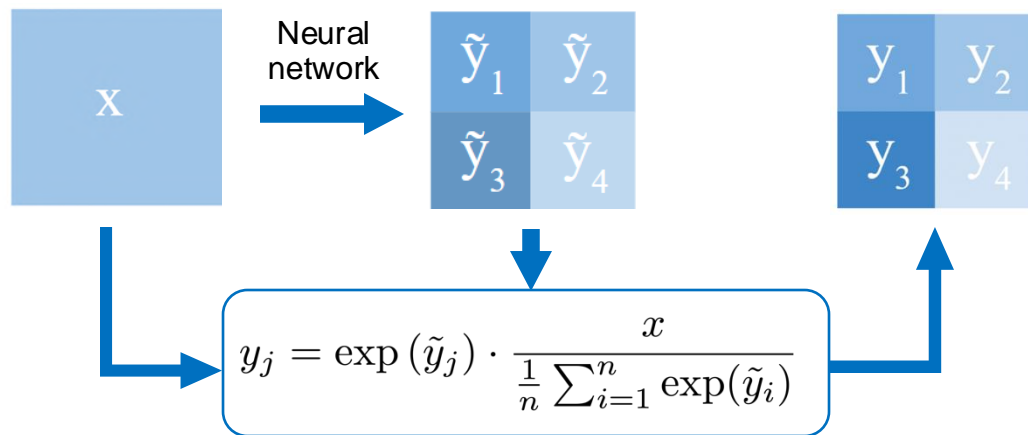 Neural
network
x
ỹ₁ ỹ₂
ỹ₃ ỹ₄
y₁ y₂
y₃ y₄
y_j = exp (ỹ_j) · x / (1/n ∑_{i=1}^{n} exp(ỹ_i))